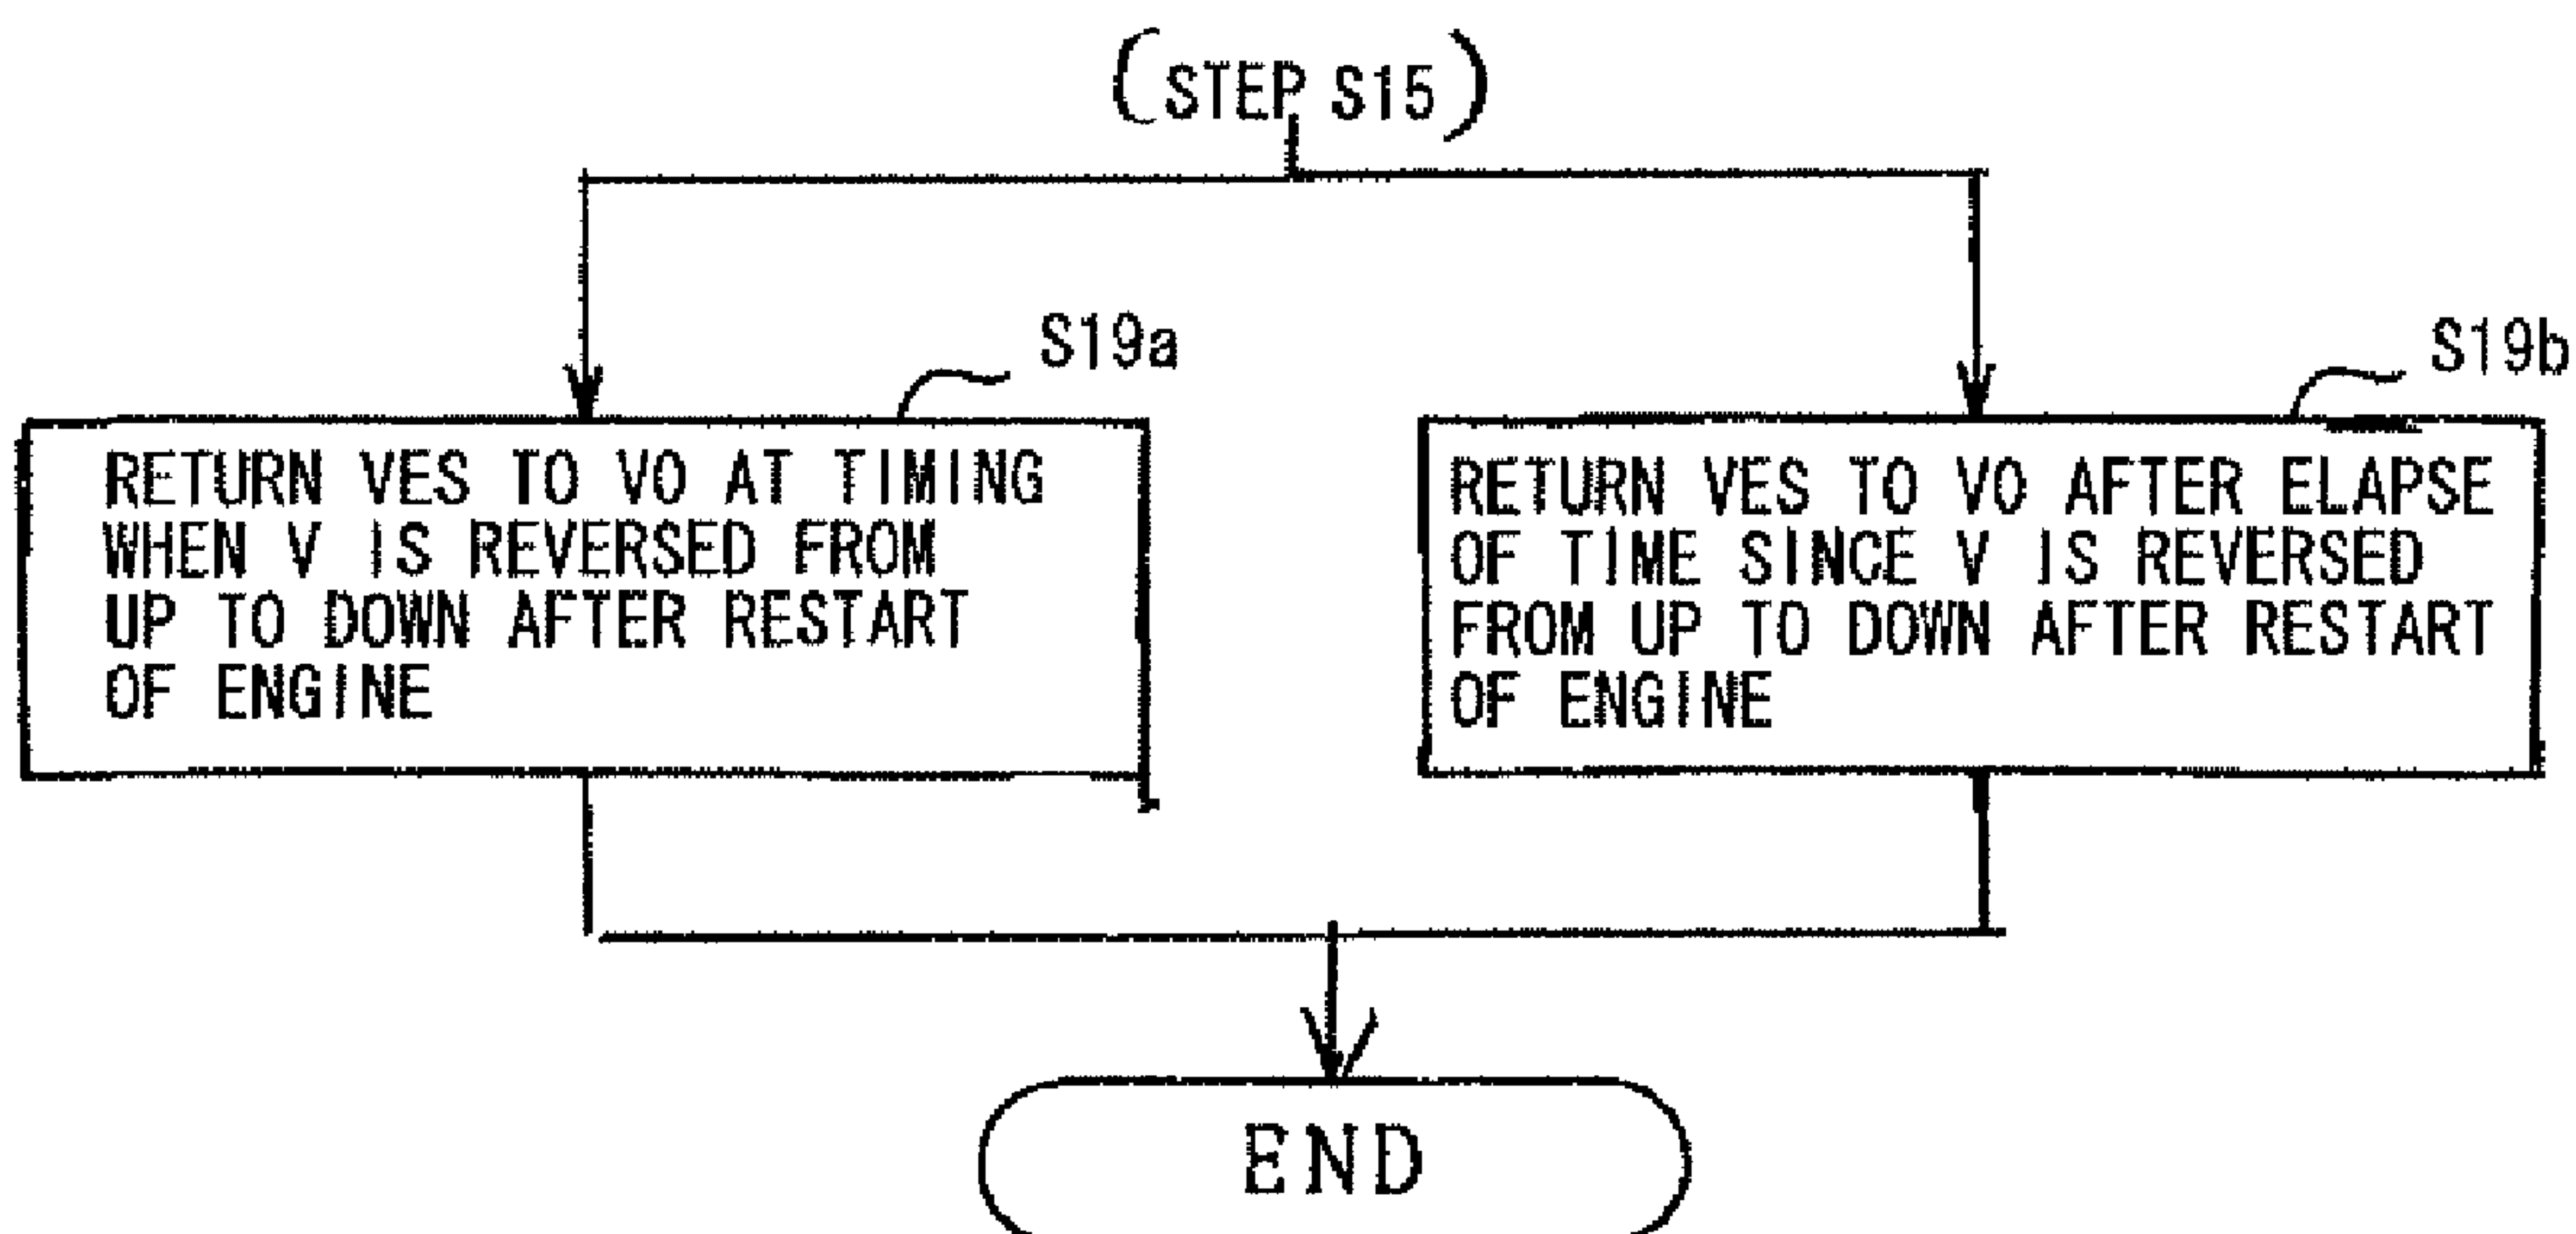 (STEP S15)
S19a
RETURN VES TO VO AT TIMING
WHEN V IS REVERSED FROM
UP TO DOWN AFTER RESTART
OF ENGINE
S19b
RETURN VES TO VO AFTER ELAPSE
OF TIME SINCE V IS REVERSED
FROM UP TO DOWN AFTER RESTART
OF ENGINE
END